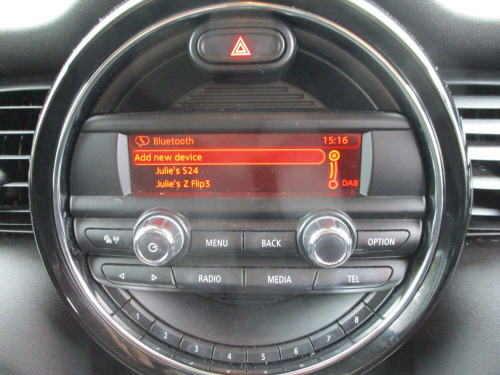 Bluetooth 15:16
Add new device
Julie's S24
Julie's Z Flip3 DAB
MENU BACK OPTION
RADIO MEDIA TEL
1 2 3 4 5 6 7 8